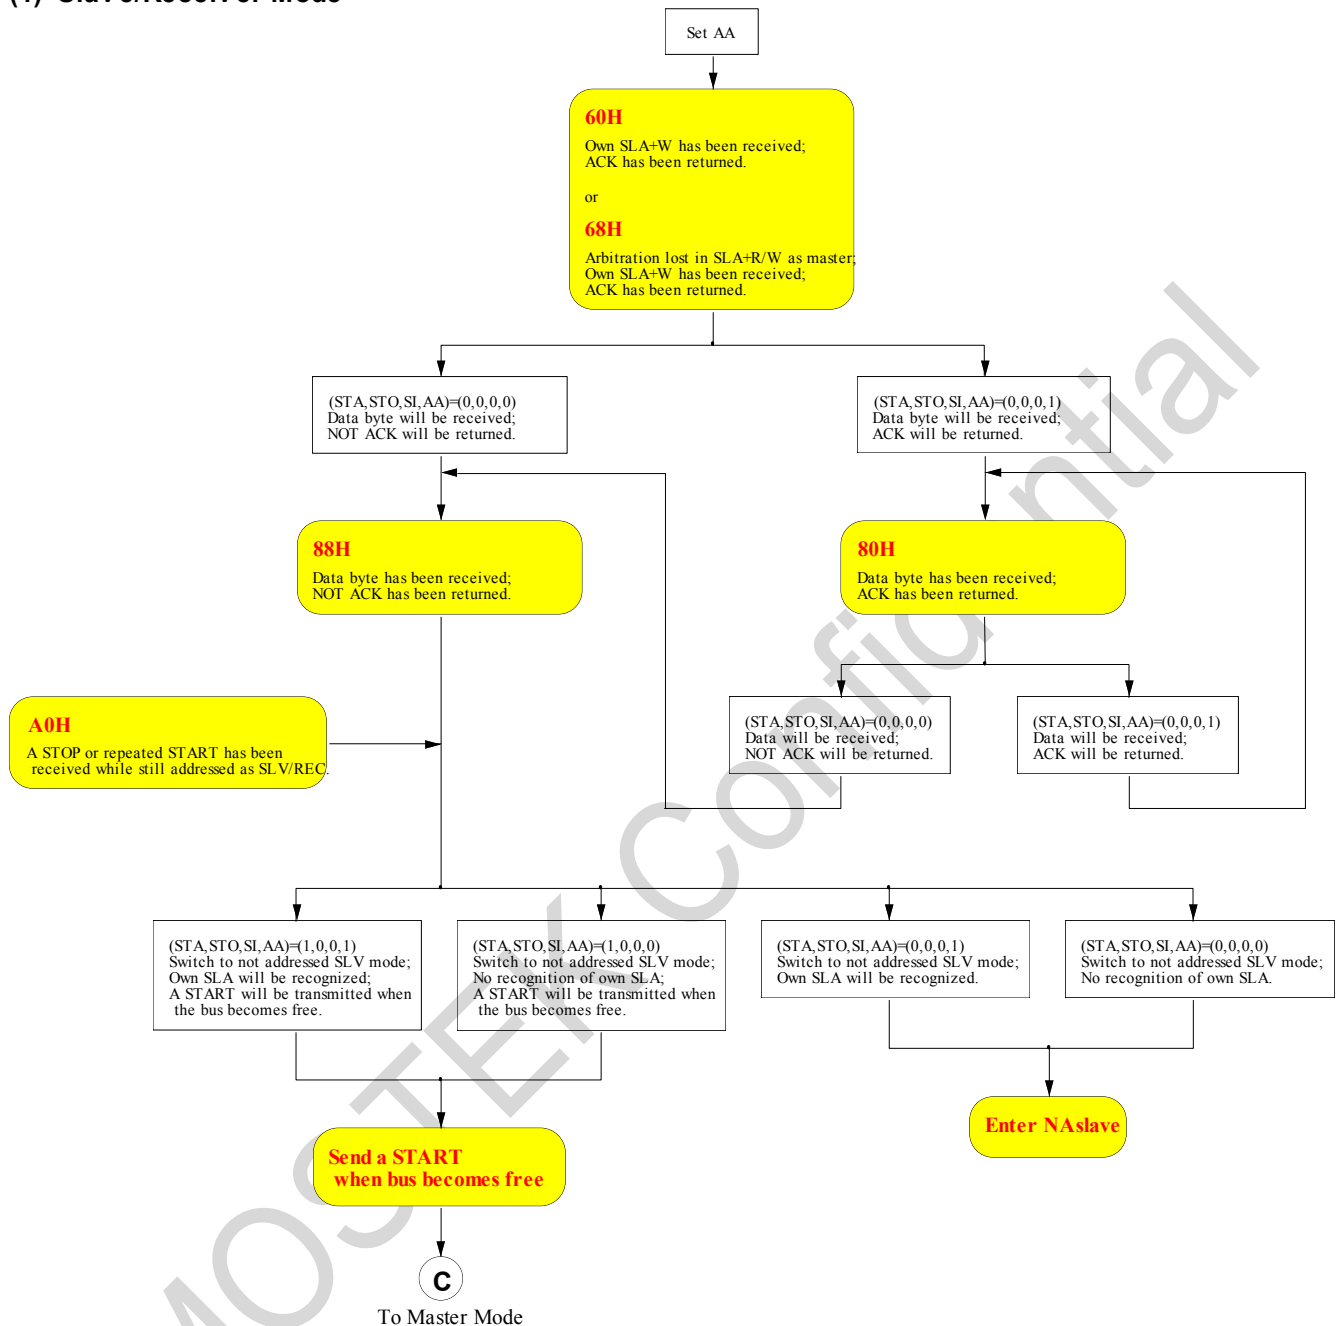 (4) Slave/Receiver Mode
Set AA
60H
Own SLA+W has been received;
ACK has been returned.
or
68H
Arbitration lost in SLA+R/W as master;
Own SLA+W has been received;
ACK has been returned.
(STA,STO,SI,AA)=(0,0,0,0)
Data byte will be received;
NOT ACK will be returned.
(STA,STO,SI,AA)=(0,0,0,1)
Data byte will be received;
ACK will be returned.
88H
Data byte has been received;
NOT ACK has been returned.
80H
Data byte has been received;
ACK has been returned.
A0H
A STOP or repeated START has been
received while still addressed as SLV/REC.
(STA,STO,SI,AA)=(0,0,0,0)
Data will be received;
NOT ACK will be returned.
(STA,STO,SI,AA)=(0,0,0,1)
Data will be received;
ACK will be returned.
(STA,STO,SI,AA)=(1,0,0,1)
Switch to not addressed SLV mode;
Own SLA will be recognized;
A START will be transmitted when
the bus becomes free.
(STA,STO,SI,AA)=(1,0,0,0)
Switch to not addressed SLV mode;
No recognition of own SLA;
A START will be transmitted when
the bus becomes free.
(STA,STO,SI,AA)=(0,0,0,1)
Switch to not addressed SLV mode;
Own SLA will be recognized.
(STA,STO,SI,AA)=(0,0,0,0)
Switch to not addressed SLV mode;
No recognition of own SLA.
Enter NAslave
Send a START
when bus becomes free
C
To Master Mode
MOSTEK Confidential